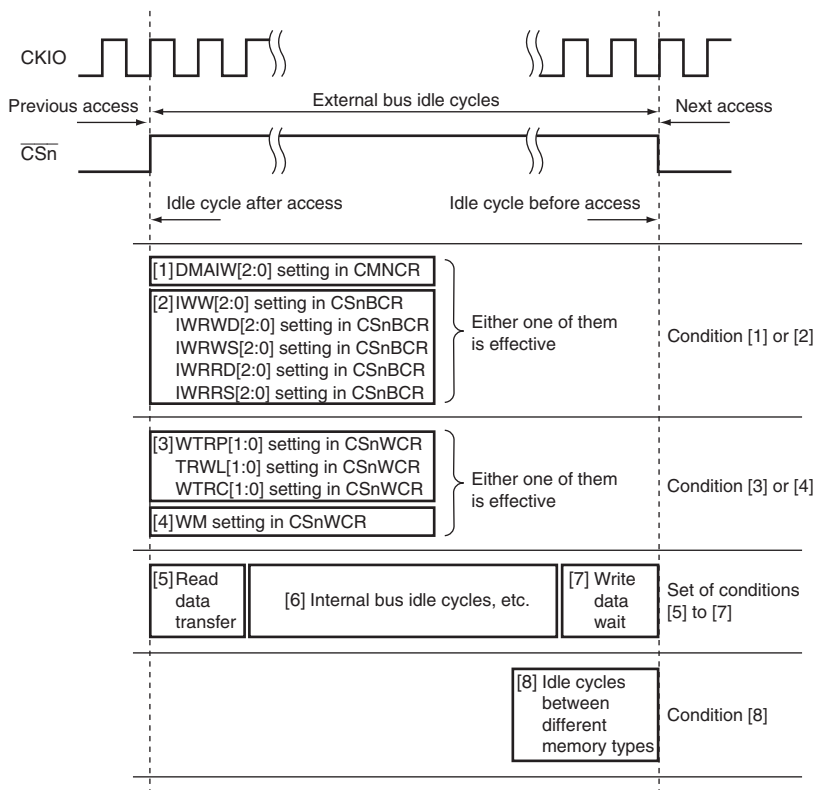 CKIO
Previous access
External bus idle cycles
Next access
CSn
Idle cycle after access
Idle cycle before access
[1]DMAIW[2:0] setting in CMNCR
[2]IWW[2:0] setting in CSnBCR
IWRWD[2:0] setting in CSnBCR
IWRWS[2:0] setting in CSnBCR
IWRRD[2:0] setting in CSnBCR
IWRRS[2:0] setting in CSnBCR
Either one of them
is effective
Condition [1] or [2]
[3]WTRP[1:0] setting in CSnWCR
TRWL[1:0] setting in CSnWCR
WTRC[1:0] setting in CSnWCR
[4]WM setting in CSnWCR
Either one of them
is effective
Condition [3] or [4]
[5]Read
data
transfer
[6] Internal bus idle cycles, etc.
[7] Write
data
wait
Set of conditions
[5] to [7]
[8] Idle cycles
between
different
memory types
Condition [8]